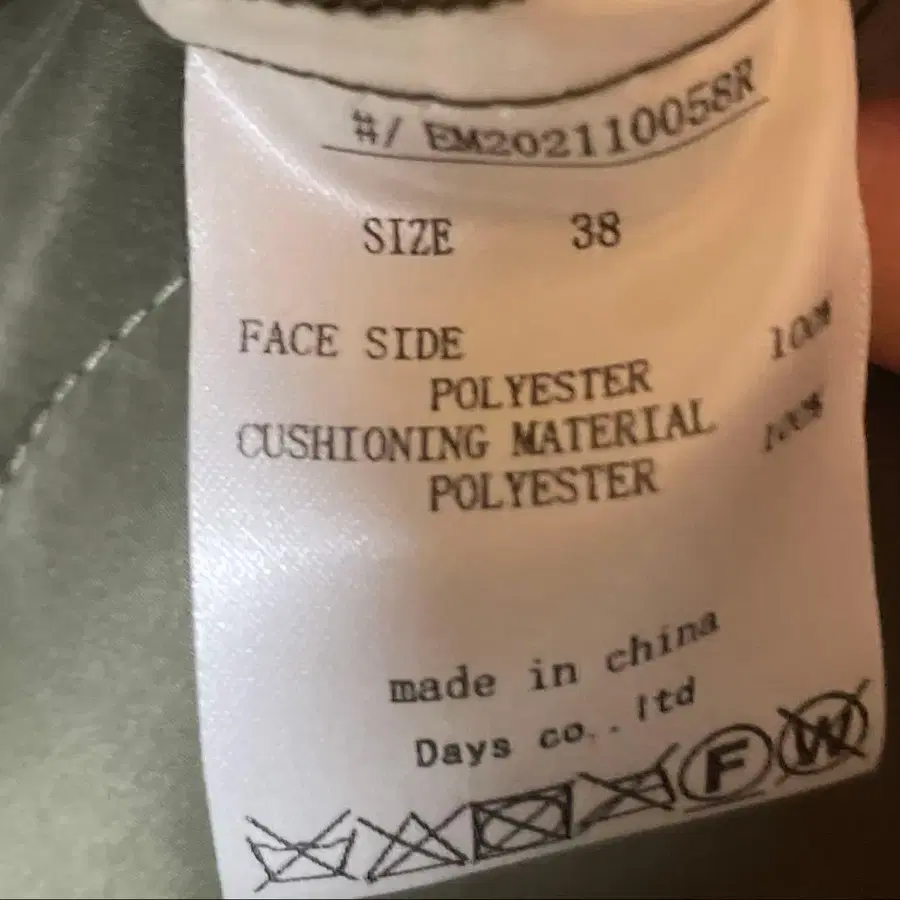 #/ EM202110058R
SIZE 38
FACE SIDE 100%
POLYESTER
CUSHIONING MATERIAL 100%
POLYESTER
made in china
Days co..ltd
F W